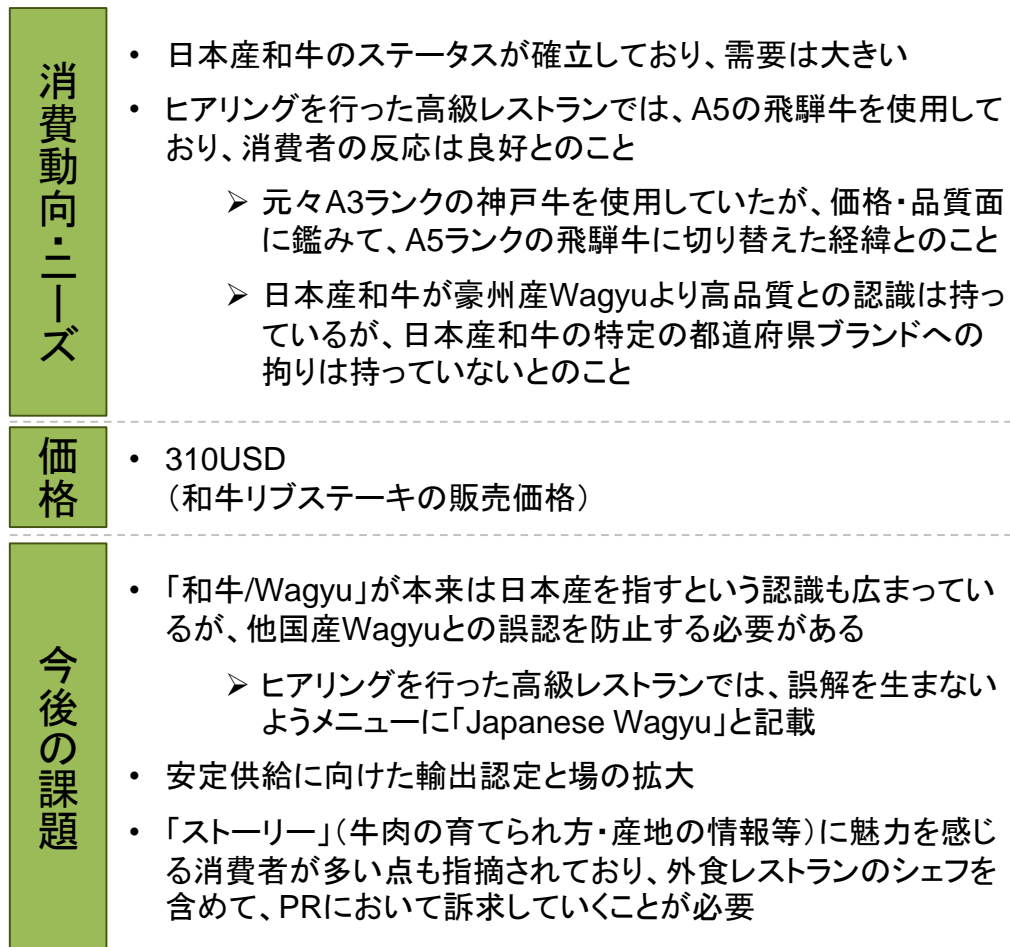 消費動向・ニーズ
• 日本産和牛のステータスが確立しており、需要は大きい
• ヒアリングを行った高級レストランでは、A5の飛騨牛を使用して
おり、消費者の反応は良好とのこと
➢ 元々A3ランクの神戸牛を使用していたが、価格・品質面
に鑑みて、A5ランクの飛騨牛に切り替えた経緯とのこと
➢ 日本産和牛が豪州産Wagyuより高品質との認識は持っ
ているが、日本産和牛の特定の都道府県ブランドへの
拘りは持っていないとのこと
価格
• 310USD
（和牛リブステーキの販売価格）
今後の課題
• 「和牛/Wagyu」が本来は日本産を指すという認識も広まってい
るが、他国産Wagyuとの誤認を防止する必要がある
➢ ヒアリングを行った高級レストランでは、誤解を生まない
ようメニューに「Japanese Wagyu」と記載
• 安定供給に向けた輸出認定と場の拡大
• 「ストーリー」（牛肉の育てられ方・産地の情報等）に魅力を感じ
る消費者が多い点も指摘されており、外食レストランのシェフを
含めて、PRにおいて訴求していくことが必要